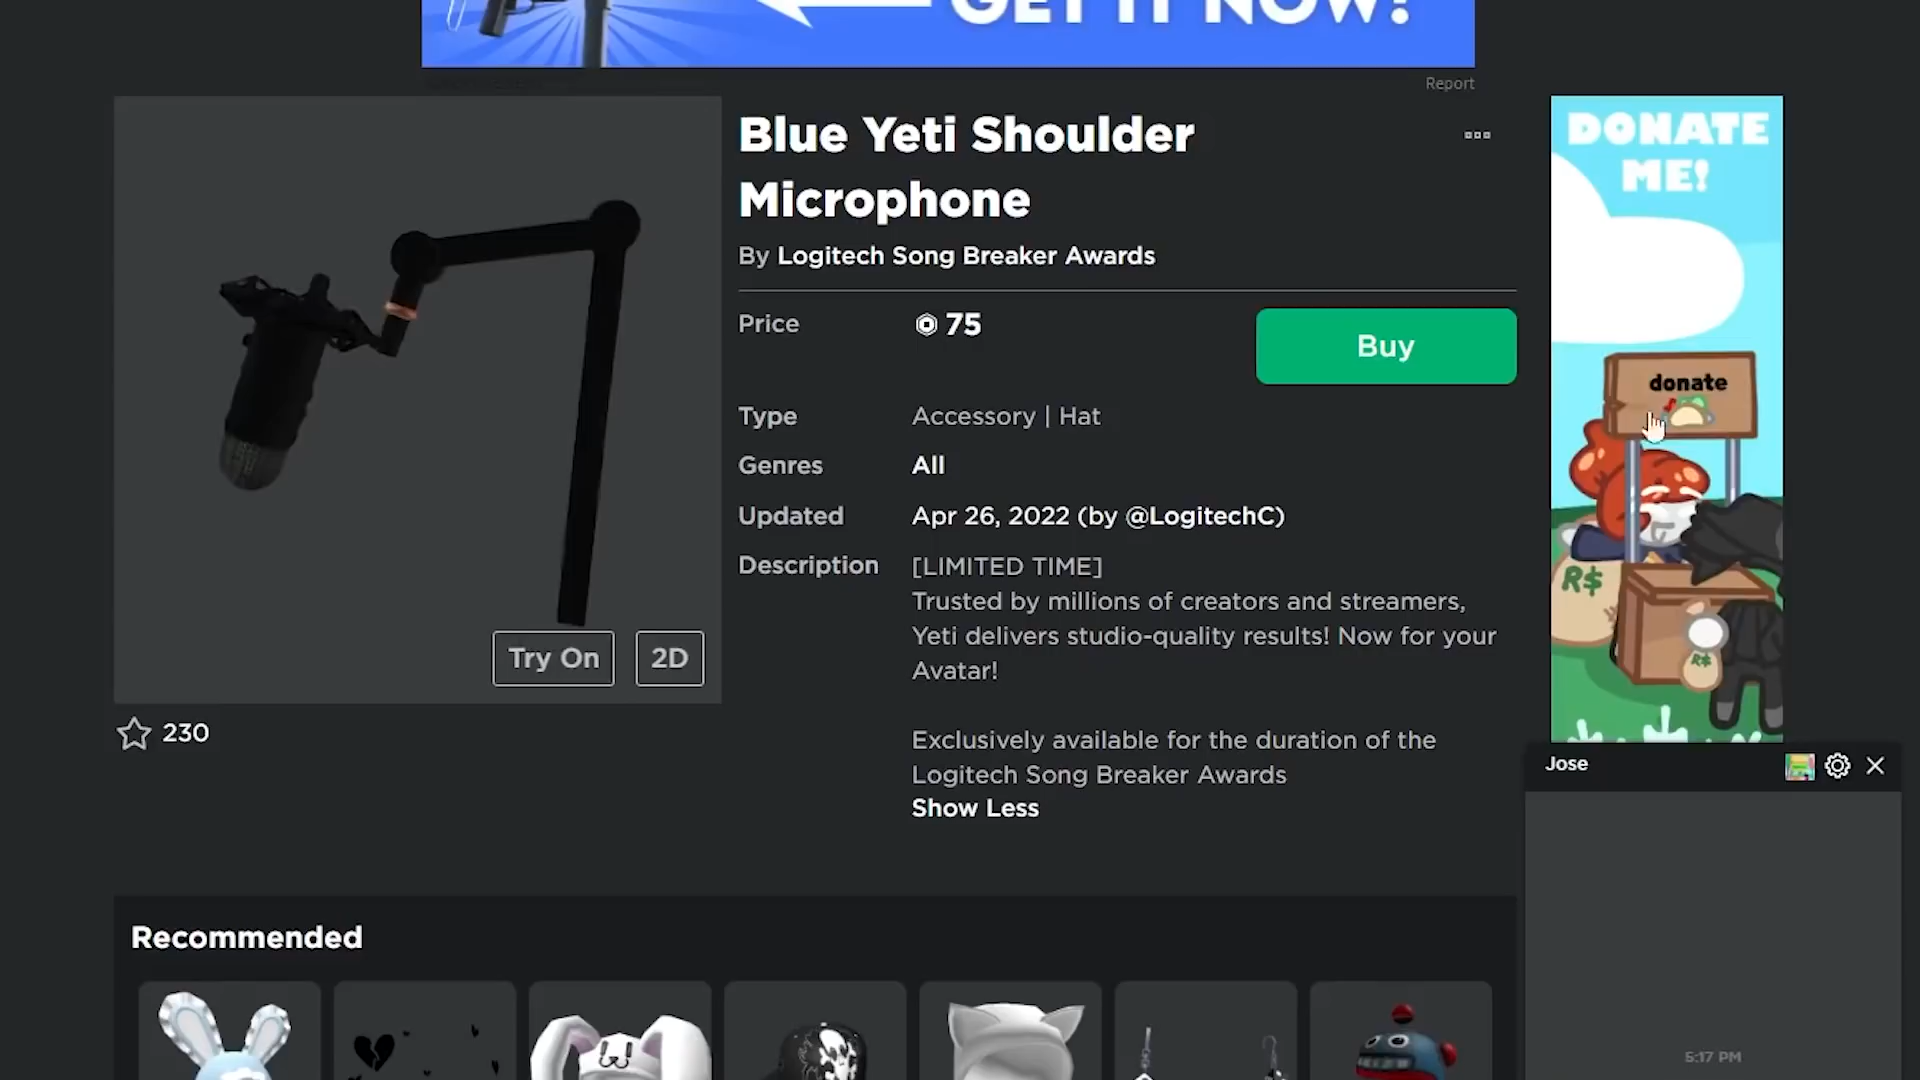 GET IT NOW!
Report
DONATE
ME!
Blue Yeti Shoulder
Microphone
By Logitech Song Breaker Awards
Price 75
Buy
donate
Type Accessory | Hat
Genres All
Updated Apr 26, 2022 (by @LogitechC)
Description [LIMITED TIME]
Trusted by millions of creators and streamers,
Yeti delivers studio-quality results! Now for your
Avatar!
R$
R$
Try On 2D
230
Exclusively available for the duration of the
Logitech Song Breaker Awards
Show Less
Jose
Recommended
5:17 PM